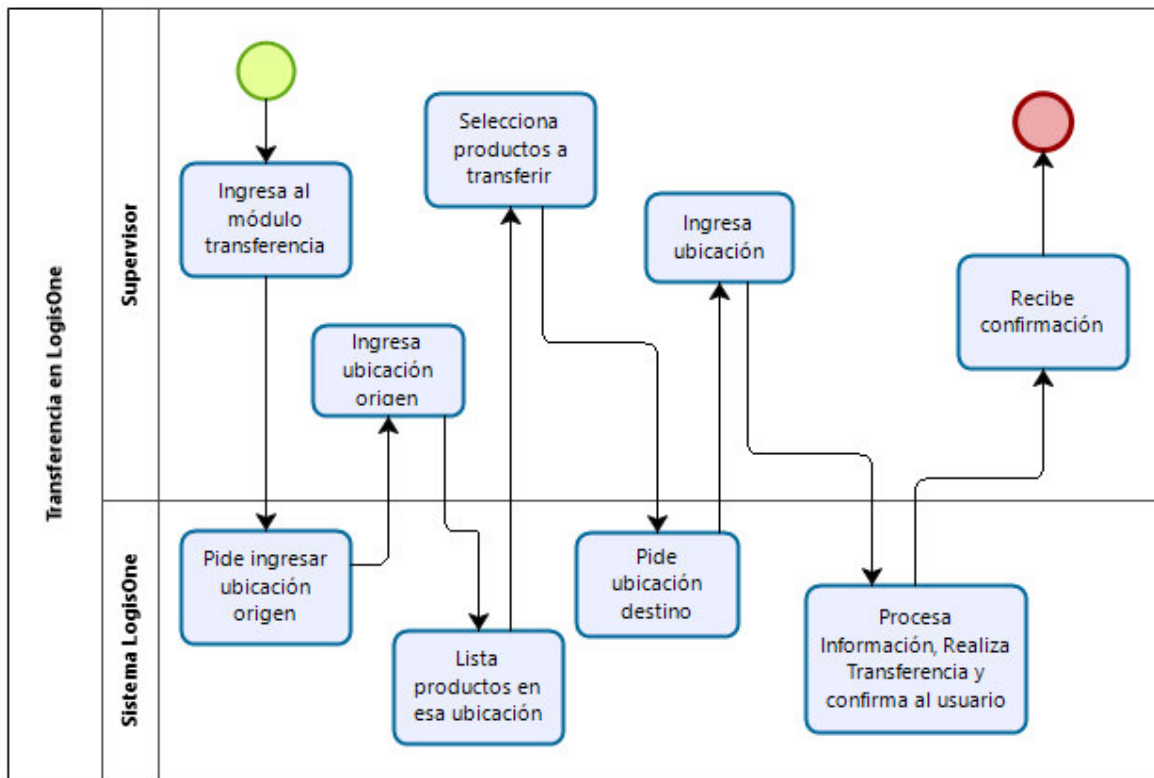 Transferencia en LogisOne
Supervisor
Ingresa al
módulo
transferencia
Ingresa
ubicación
origen
Selecciona
productos a
transferir
Ingresa
ubicación
Recibe
confirmación
Sistema LogisOne
Pide ingresar
ubicación
origen
Lista
productos en
esa ubicación
Pide
ubicación
destino
Procesa
Información, Realiza
Transferencia y
confirma al usuario